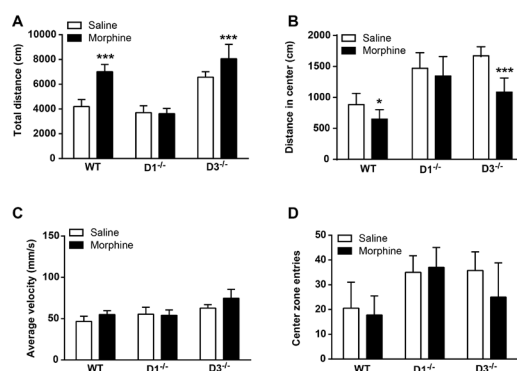 A
Saline
Morphine
Total distance (cm)
10000
8000
6000
4000
2000
0
***
***
WT
D1-/-
D3-/-
B
Saline
Morphine
Distance in center (cm)
2000
1500
1000
500
0
*
***
WT
D1-/-
D3-/-
C
Saline
Morphine
Average velocity (mm/s)
150
100
50
0
WT
D1-/-
D3-/-
D
Saline
Morphine
Center zone entries
50
40
30
20
10
0
WT
D1-/-
D3-/-